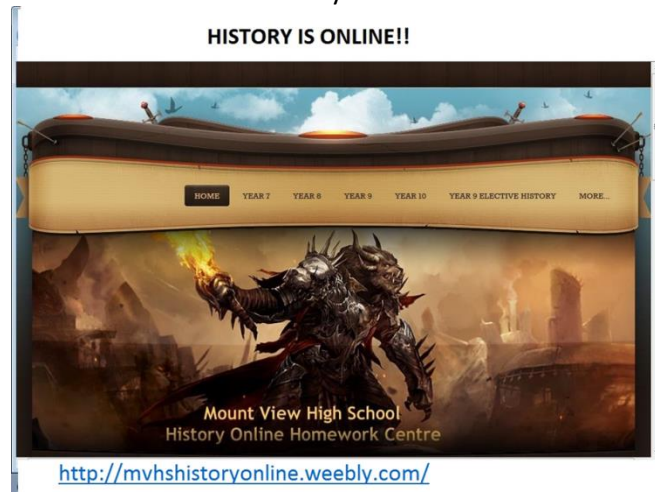 HISTORY IS ONLINE!!
HOME YEAR 7 YEAR 8 YEAR 9 YEAR 10 YEAR 9 ELECTIVE HISTORY MORE...
Mount View High School
History Online Homework Centre
http://mvhshistoryonline.weebly.com/